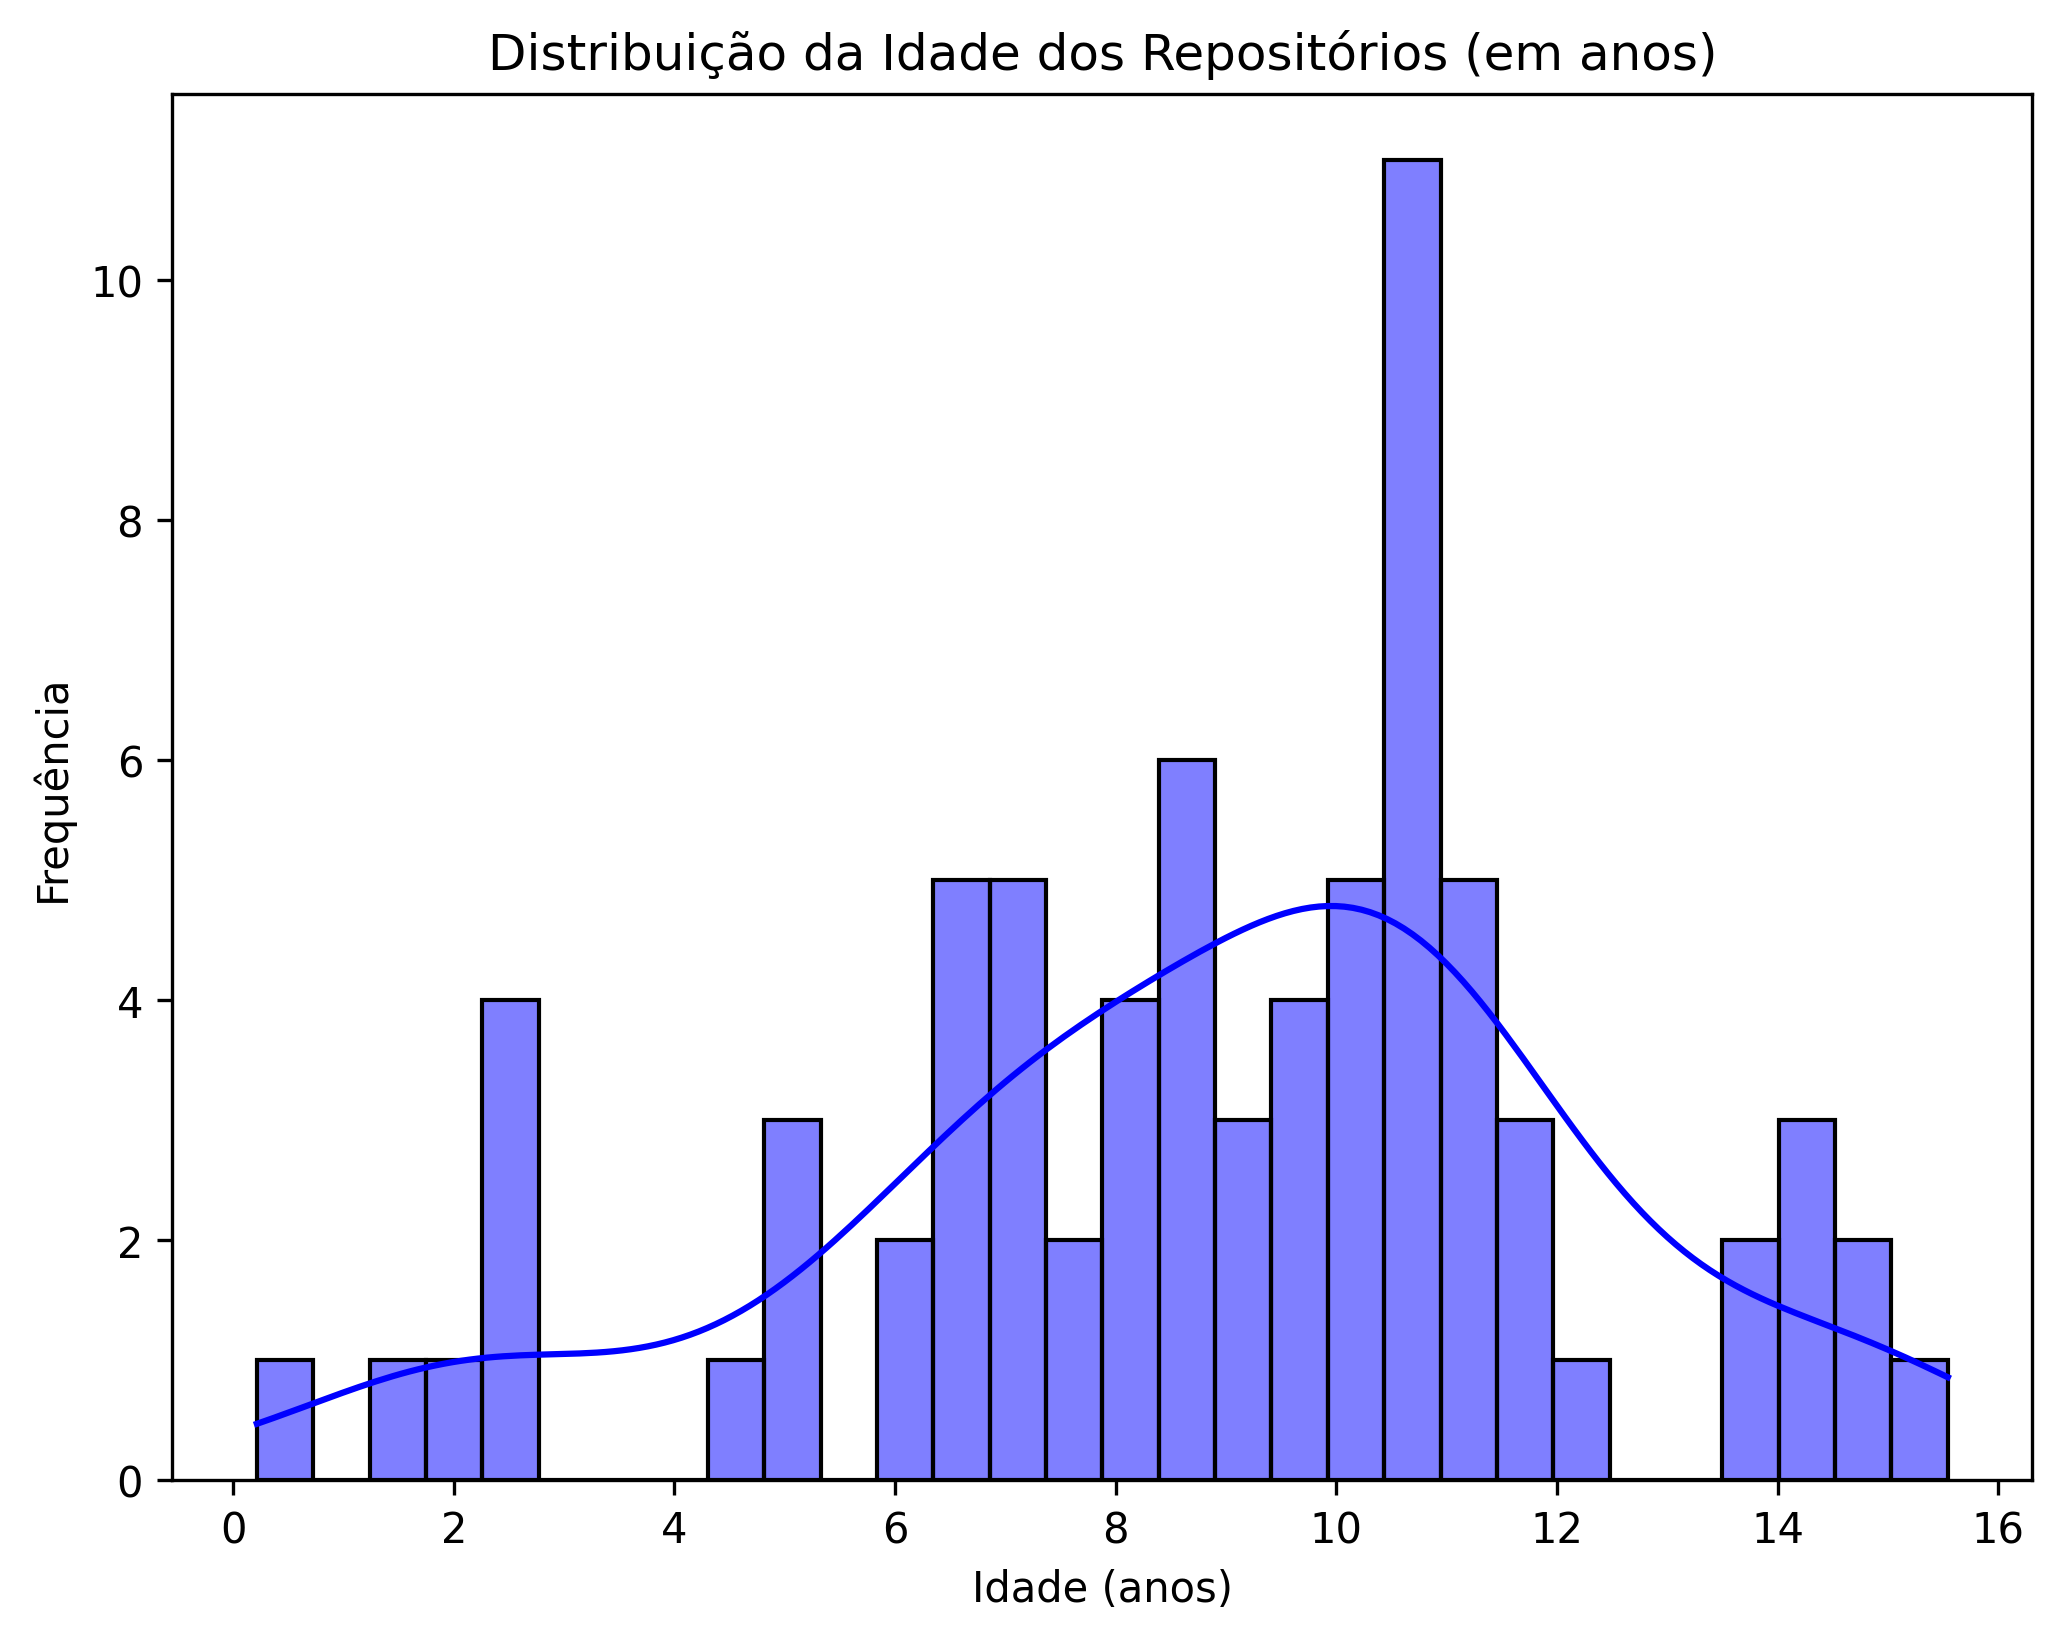 Distribuição da Idade dos Repositórios (em anos)
Frequência
10
8
6
4
2
0
0 2 4 6 8 10 12 14 16
Idade (anos)